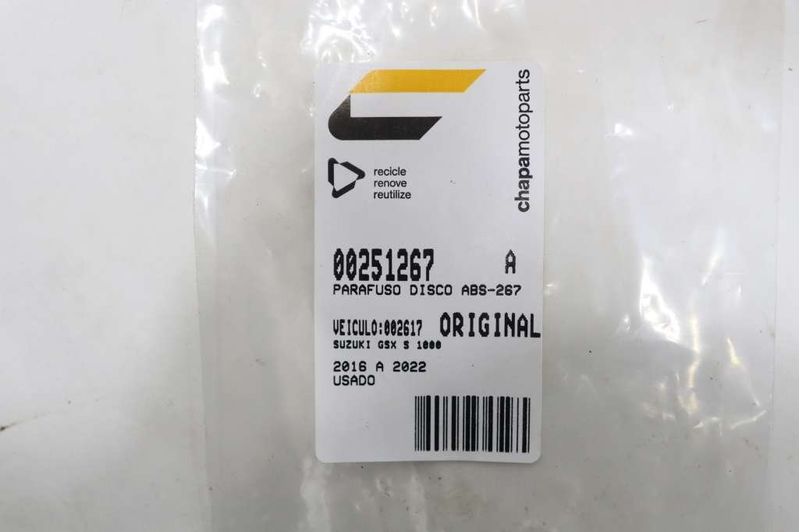 chapamotoparts
recicle
renove
reutilize
00251267 A
PARAFUSO DISCO ABS-267
VEICULO:002617 ORIGINAL
SUZUKI GSX S 1000
2016 A 2022
USADO